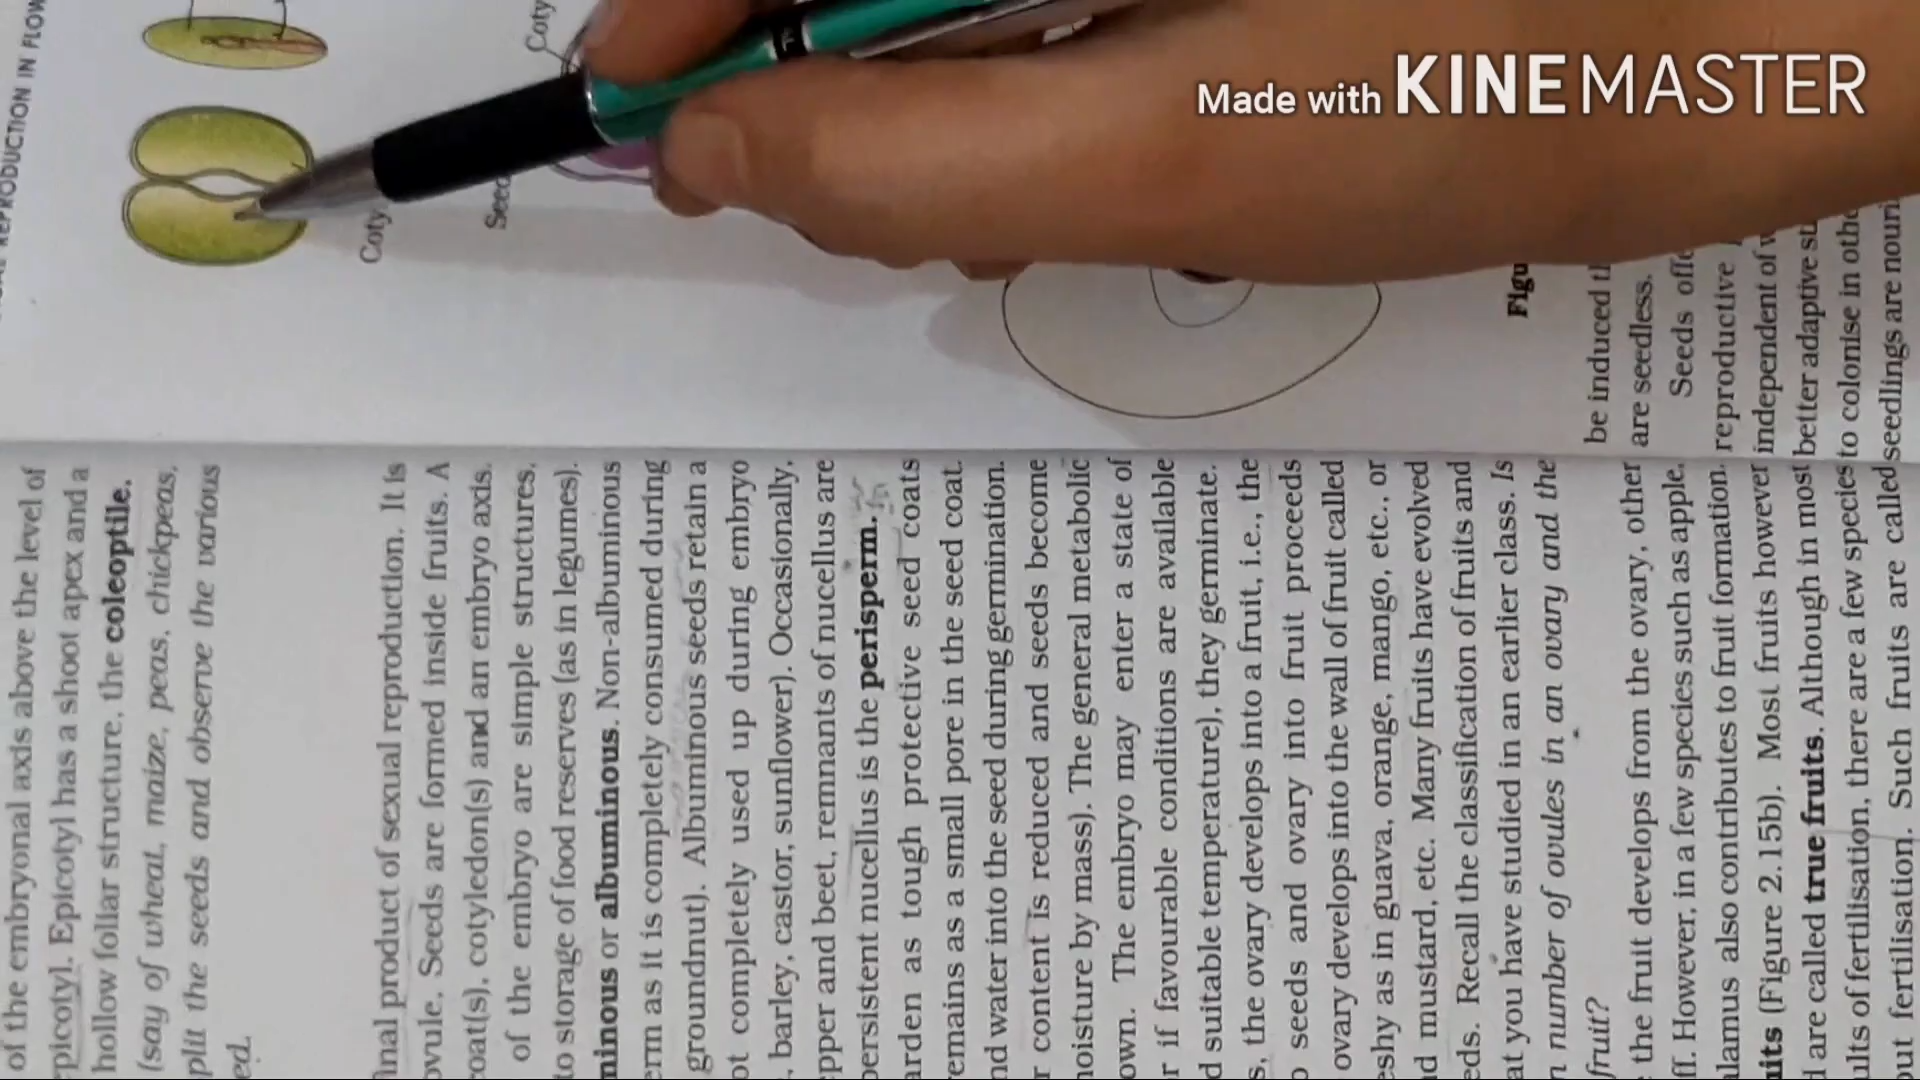 Made with KINEMASTER
REPRODUCTION IN FLOW
Coty
Coty
Seed
Figu
be induced th
are seedless.
Seeds offe
reproductive
independent of
better adaptive st
to colonise in othe
seedlings are nouri
of the embryonal axis above the level of
picotyl. Epicotyl has a shoot apex and a
hollow foliar structure, the coleoptile.
(say of wheat, maize, peas, chickpeas,
plit the seeds and observe the various
ed.
inal product of sexual reproduction. It is
ovule. Seeds are formed inside fruits. A
coat(s), cotyledon(s) and an embryo axis.
of the embryo are simple structures,
to storage of food reserves (as in legumes).
minous or albuminous. Non-albuminous
erm as it is completely consumed during
groundnut). Albuminous seeds retain a
ot completely used up during embryo
, barley, castor, sunflower). Occasionally,
epper and beet, remnants of nucellus are
persistent nucellus is the perisperm.
arden as tough protective seed coats
emains as a small pore in the seed coat.
nd water into the seed during germination.
r content is reduced and seeds become
moisture by mass). The general metabolic
own. The embryo may enter a state of
r if favourable conditions are available
d suitable temperature), they germinate.
s, the ovary develops into a fruit, i.e., the
o seeds and ovary into fruit proceeds
ovary develops into the wall of fruit called
eshy as in guava, orange, mango, etc., or
d mustard, etc. Many fruits have evolved
eds. Recall the classification of fruits and
at you have studied in an earlier class. Is
n number of ovules in an ovary and the
fruit?
the fruit develops from the ovary, other
ff. However, in a few species such as apple,
lamus also contributes to fruit formation.
uits (Figure 2.15b). Most fruits however
d are called true fruits. Although in most
ults of fertilisation, there are a few species
out fertilisation. Such fruits are called